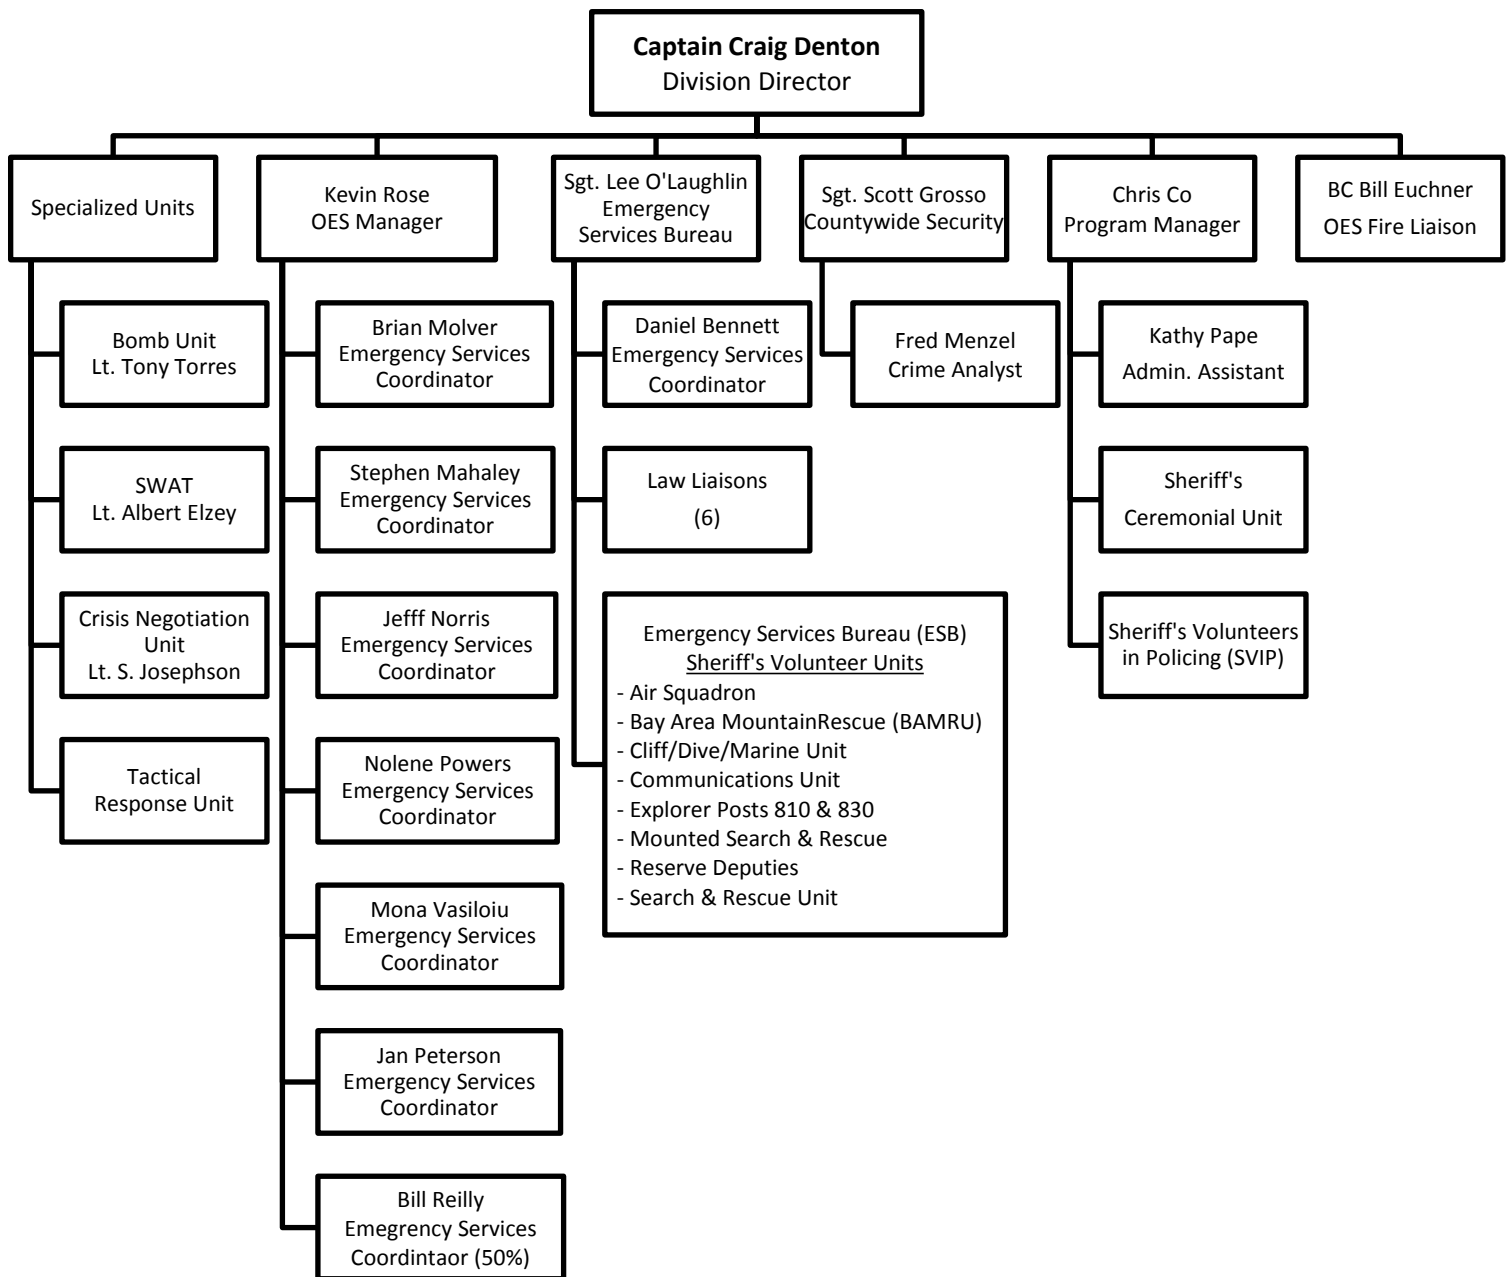 Captain Craig Denton
Division Director
Specialized Units
Kevin Rose
OES Manager
Sgt. Lee O'Laughlin
Emergency
Services Bureau
Sgt. Scott Grosso
Countywide Security
Chris Co
Program Manager
BC Bill Euchner
OES Fire Liaison
Bomb Unit
Lt. Tony Torres
SWAT
Lt. Albert Elzey
Crisis Negotiation
Unit
Lt. S. Josephson
Tactical
Response Unit
Brian Molver
Emergency Services
Coordinator
Stephen Mahaley
Emergency Services
Coordinator
Jefff Norris
Emergency Services
Coordinator
Nolene Powers
Emergency Services
Coordinator
Mona Vasiloiu
Emergency Services
Coordinator
Jan Peterson
Emergency Services
Coordinator
Bill Reilly
Emegrency Services
Coordintaor (50%)
Daniel Bennett
Emergency Services
Coordinator
Law Liaisons
(6)
Emergency Services Bureau (ESB)
Sheriff's Volunteer Units
- Air Squadron
- Bay Area MountainRescue (BAMRU)
- Cliff/Dive/Marine Unit
- Communications Unit
- Explorer Posts 810 & 830
- Mounted Search & Rescue
- Reserve Deputies
- Search & Rescue Unit
Fred Menzel
Crime Analyst
Kathy Pape
Admin. Assistant
Sheriff's
Ceremonial Unit
Sheriff's Volunteers
in Policing (SVIP)